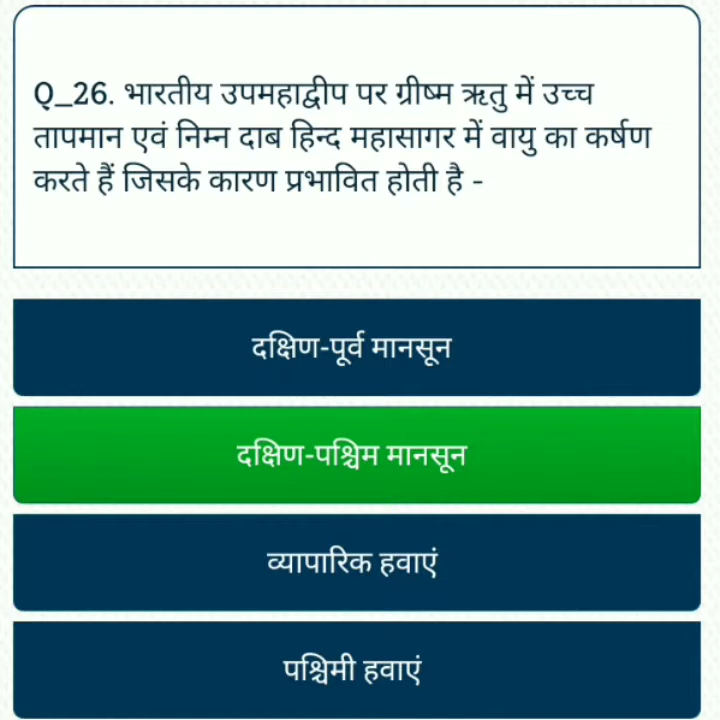 Q_26. भारतीय उपमहाद्वीप पर ग्रीष्म ऋतु में उच्च
तापमान एवं निम्न दाब हिन्द महासागर में वायु का कर्षण
करते हैं जिसके कारण प्रभावित होती है -
दक्षिण-पूर्व मानसून
दक्षिण-पश्चिम मानसून
व्यापारिक हवाएं
पश्चिमी हवाएं